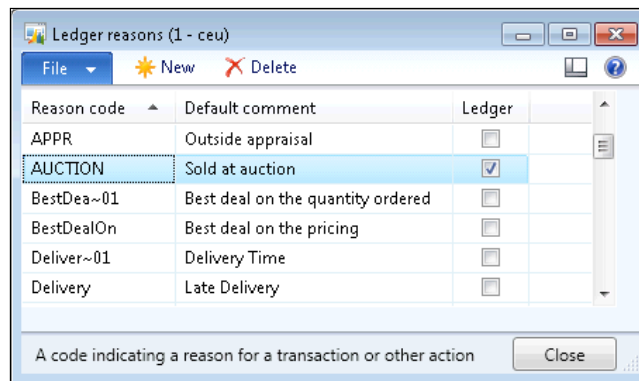 Ledger reasons (1 - ceu)
File New Delete
Reason code Default comment Ledger
APPR Outside appraisal
AUCTION Sold at auction
BestDea~01 Best deal on the quantity ordered
BestDealOn Best deal on the pricing
Deliver~01 Delivery Time
Delivery Late Delivery
A code indicating a reason for a transaction or other action Close